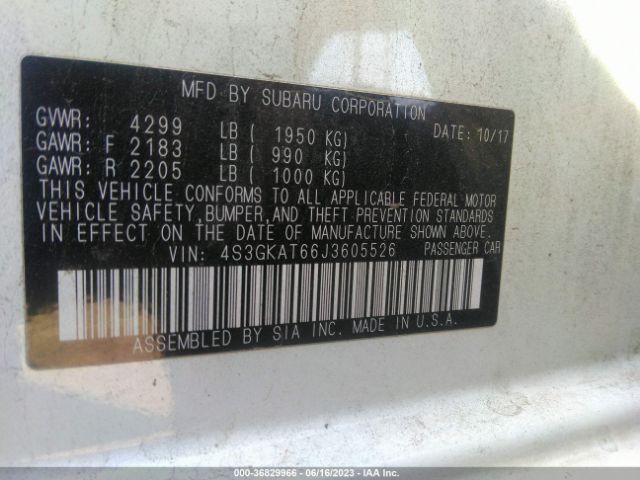 MFD BY SUBARU CORPORATION
GVWR: 4299 LB ( 1950 KG) DATE: 10/17
GAWR: F 2183 LB ( 990 KG)
GAWR: R 2205 LB ( 1000 KG)
THIS VEHICLE CONFORMS TO ALL APPLICABLE FEDERAL MOTOR
VEHICLE SAFETY, BUMPER, AND THEFT PREVENTION STANDARDS
IN EFFECT ON THE DATE OF MANUFACTURE SHOWN ABOVE.
VIN: 4S3GKAT66J3605526 PASSENGER CAR
ASSEMBLED BY SIA INC. MADE IN U.S.A.
000-36829966 - 06/16/2023 - IAA Inc.